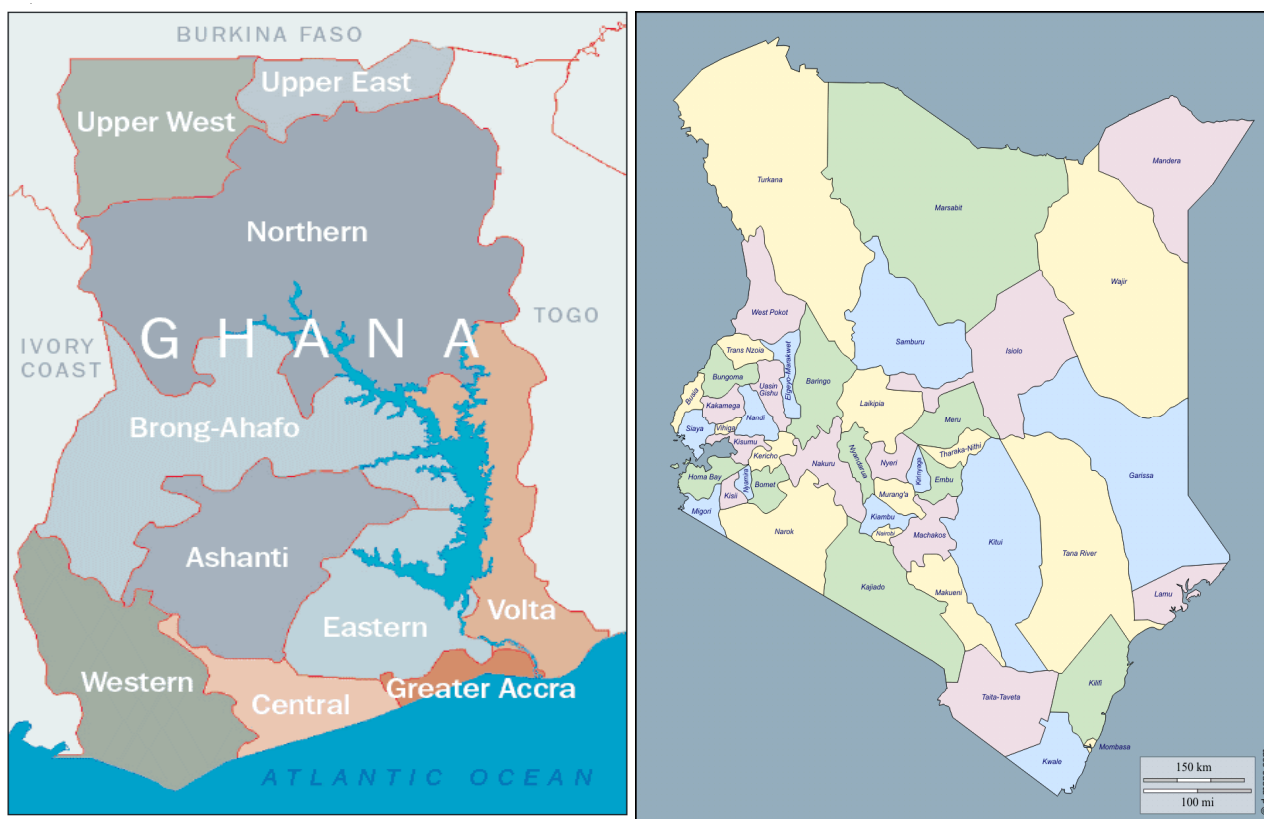 BURKINA FASO
Upper East
Upper West
Northern
GHANA
TOGO
IVORY
COAST
Brong-Ahafo
Ashanti
Volta
Eastern
Western
Greater Accra
Central
ATLANTIC OCEAN
Mandera
Turkana
Marsabit
Wajir
West Pokot
Samburu
Isiolo
Trans Nzoia
Elgeyo-Marakwet
Bungoma
Uasin
Gishu
Baringo
Busia
Laikipia
Kakamega
Nandi
Meru
Siaya
Vihiga
Kisumu
Kericho
Nyandarua
Nyeri
Kirinyaga
Tharaka-Nithi
Nakuru
Garissa
Homa Bay
Nyamira
Bomet
Embu
Kisii
Murang'a
Migori
Kiambu
Narok
Nairobi
Machakos
Kitui
Tana River
Kajiado
Makueni
Lamu
Kilifi
Taita-Taveta
Mombasa
Kwale
150 km
100 mi